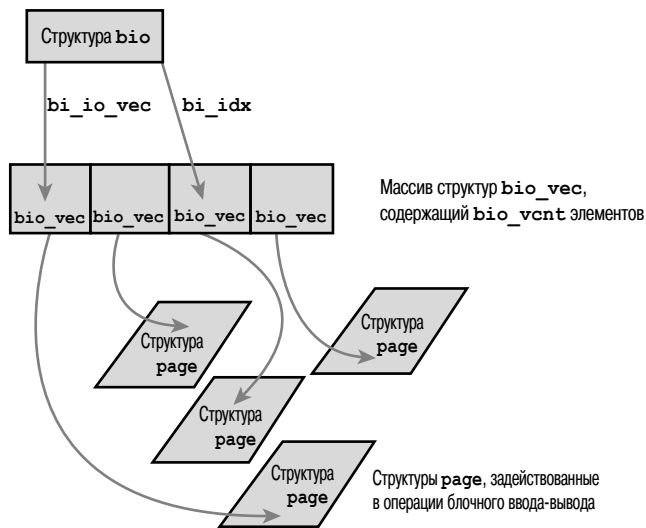 Структура bio
bi_io_vec bi_idx
bio_vec bio_vec bio_vec bio_vec
Массив структур bio_vec,
содержащий bio_vcnt элементов
Структура
page
Структура
page
Структура
page
Структура
page
Структуры page, задействованные
в операции блочного ввода-вывода